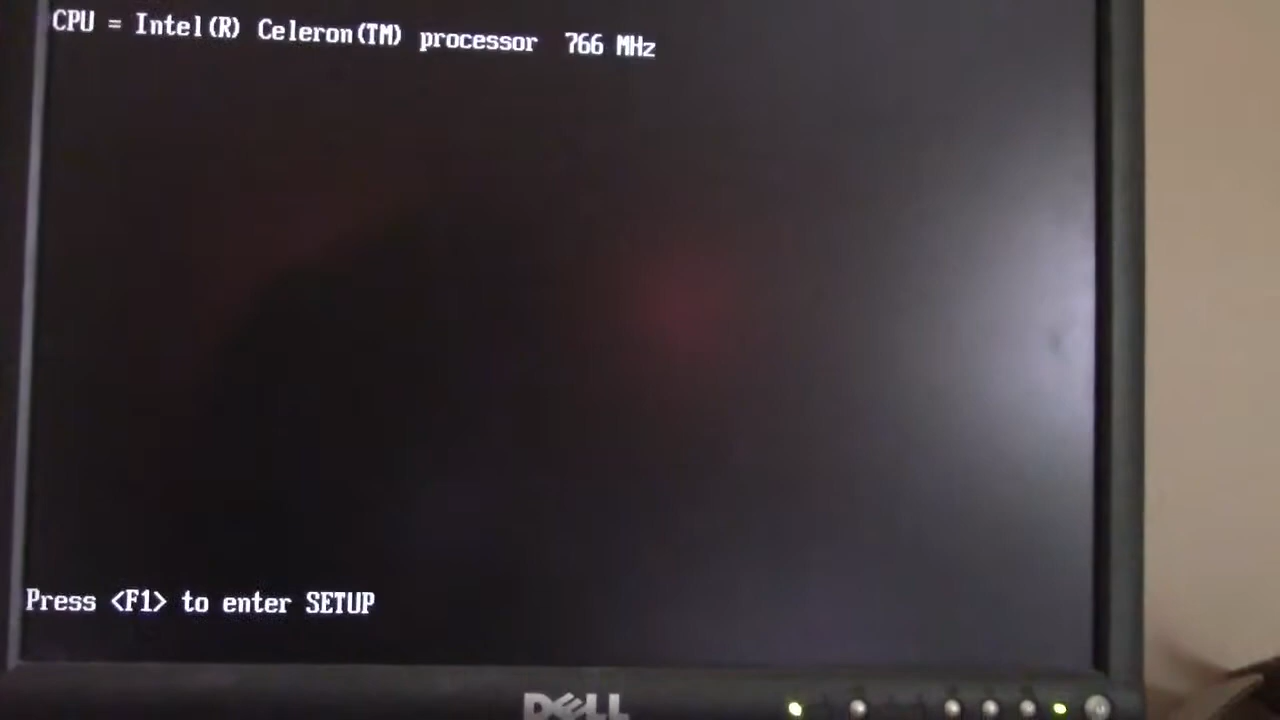 CPU = Intel(R) Celeron(TM) processor  766 MHz
Press <F1> to enter SETUP
DELL